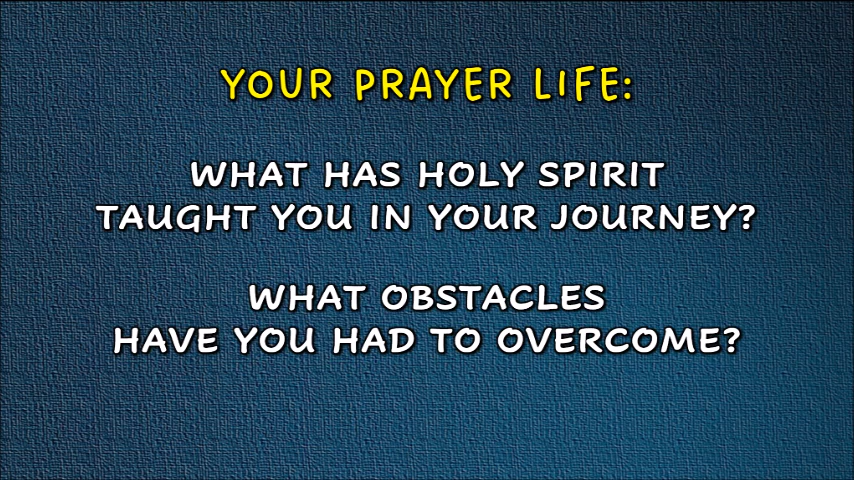 YOUR PRAYER LIFE:
WHAT HAS HOLY SPIRIT
TAUGHT YOU IN YOUR JOURNEY?
WHAT OBSTACLES
HAVE YOU HAD TO OVERCOME?